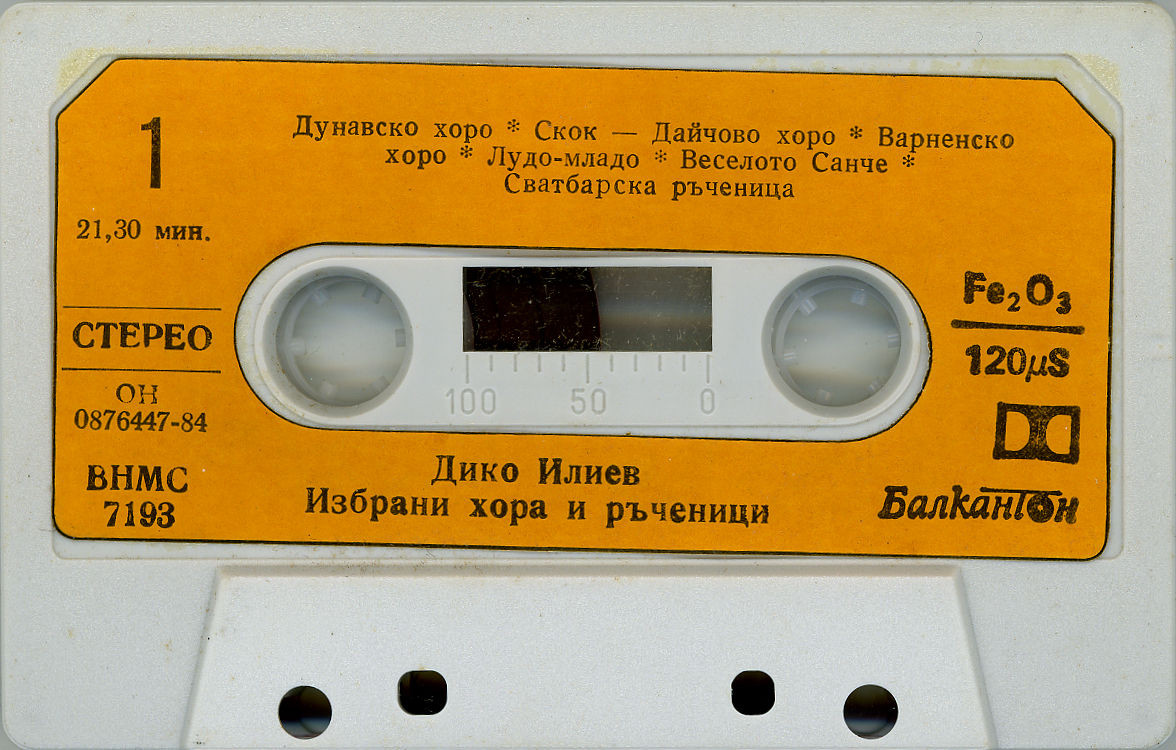 1
Дунавско хоро * Скок — Дайчово хоро * Варненско
хоро * Лудо-младо * Веселото Санче *
Сватбарска ръченица
21,30 мин.
СТЕРЕО
ОН
0876447-84
ВНМС
7193
100 50 0
Fe₂O₃
120μS
Дико Илиев
Избрани хора и ръченици
Балкантон